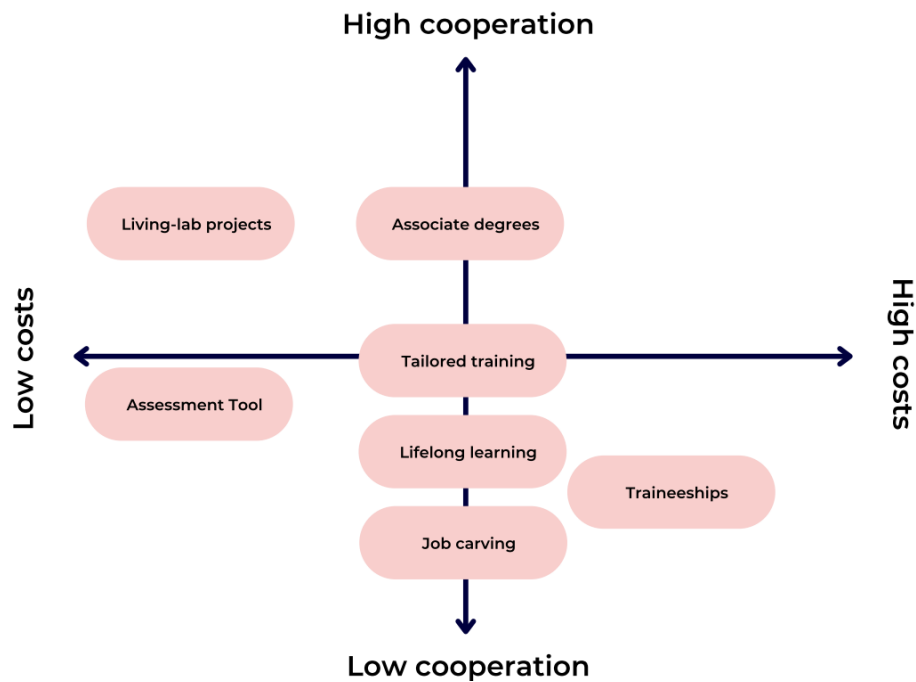 High cooperation
Living-lab projects
Associate degrees
Low costs
High costs
Tailored training
Assessment Tool
Lifelong learning
Traineeships
Job carving
Low cooperation